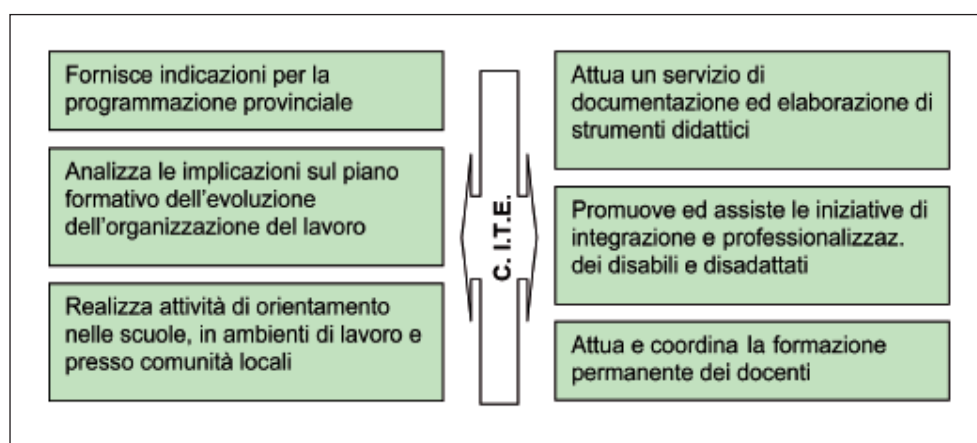 Fornisce indicazioni per la
programmazione provinciale
Analizza le implicazioni sul piano
formativo dell'evoluzione
dell'organizzazione del lavoro
Realizza attività di orientamento
nelle scuole, in ambienti di lavoro e
presso comunità locali
C. I.T.E.
Attua un servizio di
documentazione ed elaborazione di
strumenti didattici
Promuove ed assiste le iniziative di
integrazione e professionalizzaz.
dei disabili e disadattati
Attua e coordina la formazione
permanente dei docenti